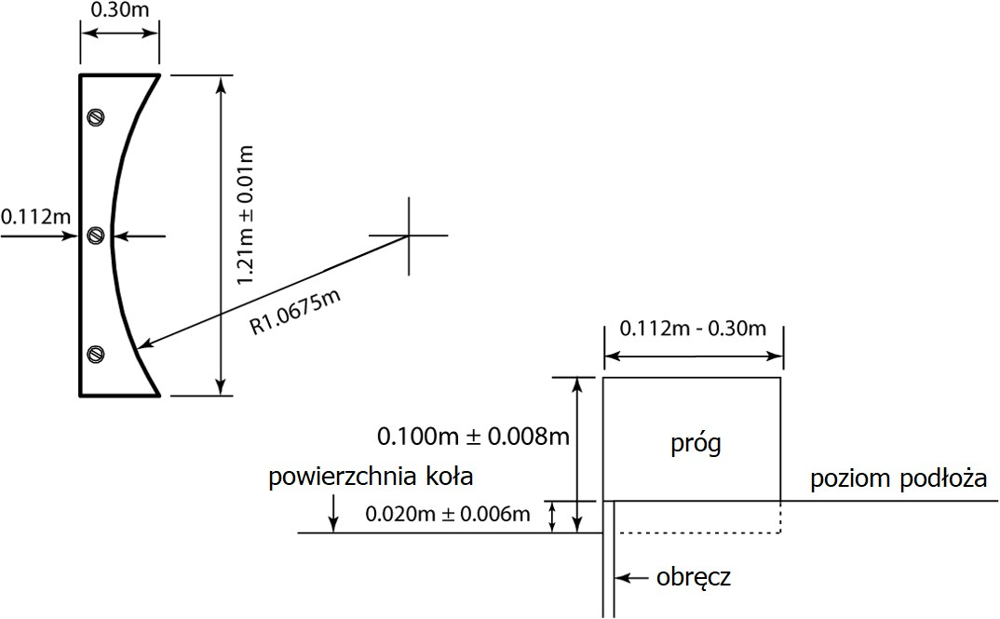 0.30m
0.112m
1.21m ± 0.01m
R1.0675m
0.112m - 0.30m
0.100m ± 0.008m
próg
powierzchnia koła
poziom podłoża
0.020m ± 0.006m
obręcz